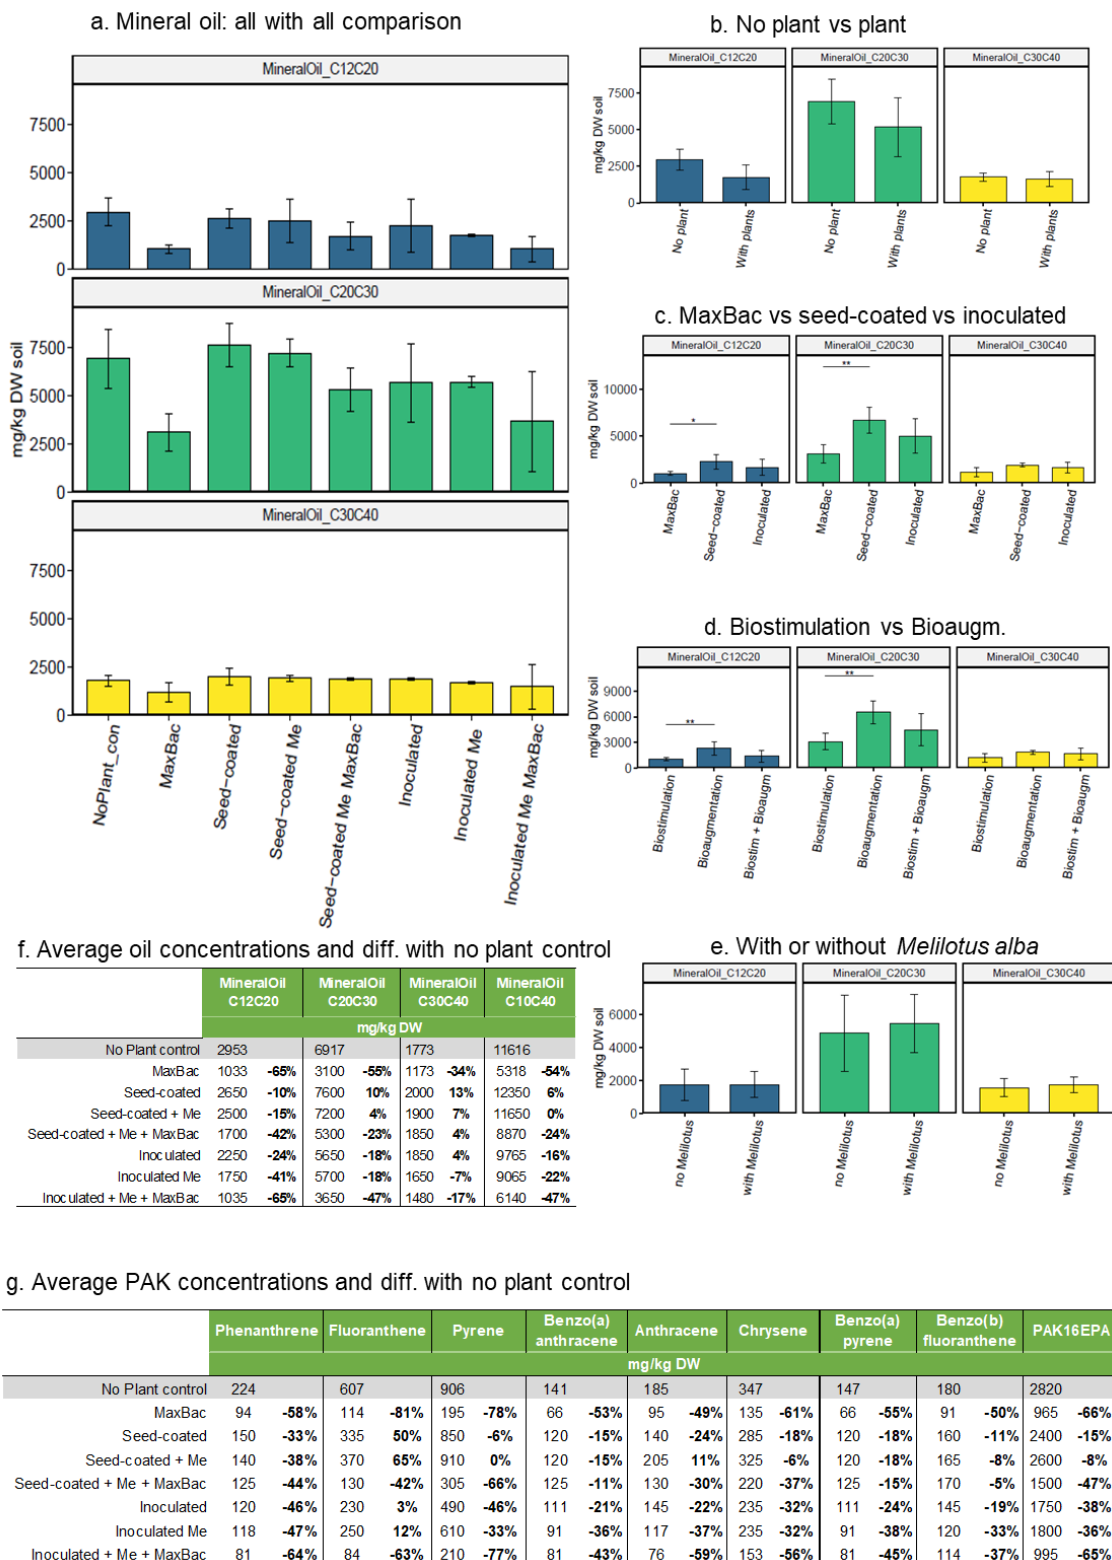 a. Mineral oil: all with all comparison
MineralOil_C12C20
7500
5000
2500
0
MineralOil_C20C30
7500
5000
2500
0
mg/kg DW soil
MineralOil_C30C40
7500
5000
2500
0
NoPlant_con
MaxBac
Seed-coated
Seed-coated Me
Seed-coated Me MaxBac
Inoculated
Inoculated Me
Inoculated Me MaxBac
b. No plant vs plant
MineralOil_C12C20 MineralOil_C20C30 MineralOil_C30C40
mg/kg DW soil
7500
5000
2500
0
No plant With plants No plant With plants No plant With plants
c. MaxBac vs seed-coated vs inoculated
MineralOil_C12C20 MineralOil_C20C30 MineralOil_C30C40
mg/kg DW soil
10000
5000
0
* **
MaxBac Seed-coated Inoculated MaxBac Seed-coated Inoculated MaxBac Seed-coated Inoculated
d. Biostimulation vs Bioaugm.
MineralOil_C12C20 MineralOil_C20C30 MineralOil_C30C40
mg/kg DW soil
9000
6000
3000
0
** **
Biostimulation Bioaugmentation Biostim + Bioaugm Biostimulation Bioaugmentation Biostim + Bioaugm Biostimulation Bioaugmentation Biostim + Bioaugm
e. With or without Melilotus alba
MineralOil_C12C20 MineralOil_C20C30 MineralOil_C30C40
mg/kg DW soil
6000
4000
2000
0
no Melilotus with Melilotus no Melilotus with Melilotus no Melilotus with Melilotus
f. Average oil concentrations and diff. with no plant control
MineralOil C12C20 MineralOil C20C30 MineralOil C30C40 MineralOil C10C40
mg/kg DW
No Plant control 2953 6917 1773 11616
MaxBac 1033 -65% 3100 -55% 1173 -34% 5318 -54%
Seed-coated 2650 -10% 7600 10% 2000 13% 12350 6%
Seed-coated + Me 2500 -15% 7200 4% 1900 7% 11650 0%
Seed-coated + Me + MaxBac 1700 -42% 5300 -23% 1850 4% 8870 -24%
Inoculated 2250 -24% 5650 -18% 1850 4% 9765 -16%
Inoculated Me 1750 -41% 5700 -18% 1650 -7% 9065 -22%
Inoculated + Me + MaxBac 1035 -65% 3650 -47% 1480 -17% 6140 -47%
g. Average PAK concentrations and diff. with no plant control
Phenanthrene Fluoranthene Pyrene Benzo(a) anthracene Anthracene Chrysene Benzo(a) pyrene Benzo(b) fluoranthene PAK16EPA
mg/kg DW
No Plant control 224 607 906 141 185 347 147 180 2820
MaxBac 94 -58% 114 -81% 195 -78% 66 -53% 95 -49% 135 -61% 66 -55% 91 -50% 965 -66%
Seed-coated 150 -33% 335 50% 850 -6% 120 -15% 140 -24% 285 -18% 120 -18% 160 -11% 2400 -15%
Seed-coated + Me 140 -38% 370 65% 910 0% 120 -15% 205 11% 325 -6% 120 -18% 165 -8% 2600 -8%
Seed-coated + Me + MaxBac 125 -44% 130 -42% 305 -66% 125 -11% 130 -30% 220 -37% 125 -15% 170 -5% 1500 -47%
Inoculated 120 -46% 230 3% 490 -46% 111 -21% 145 -22% 235 -32% 111 -24% 145 -19% 1750 -38%
Inoculated Me 118 -47% 250 12% 610 -33% 91 -36% 117 -37% 235 -32% 91 -38% 120 -33% 1800 -36%
Inoculated + Me + MaxBac 81 -64% 84 -63% 210 -77% 81 -43% 76 -59% 153 -56% 81 -45% 114 -37% 995 -65%